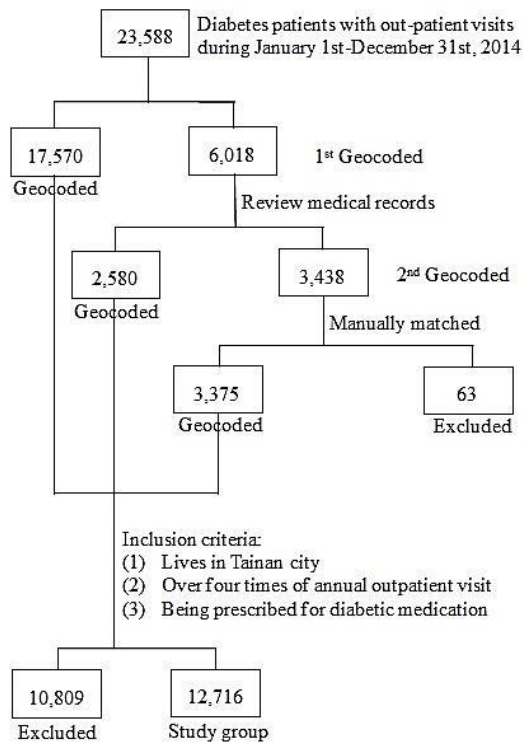 23,588
Diabetes patients with out-patient visits
during January 1st-December 31st, 2014
17,570
Geocoded
6,018
1st Geocoded
Review medical records
2,580
Geocoded
3,438
2nd Geocoded
Manually matched
3,375
Geocoded
63
Excluded
Inclusion criteria:
(1) Lives in Tainan city
(2) Over four times of annual outpatient visit
(3) Being prescribed for diabetic medication
10,809
Excluded
12,716
Study group